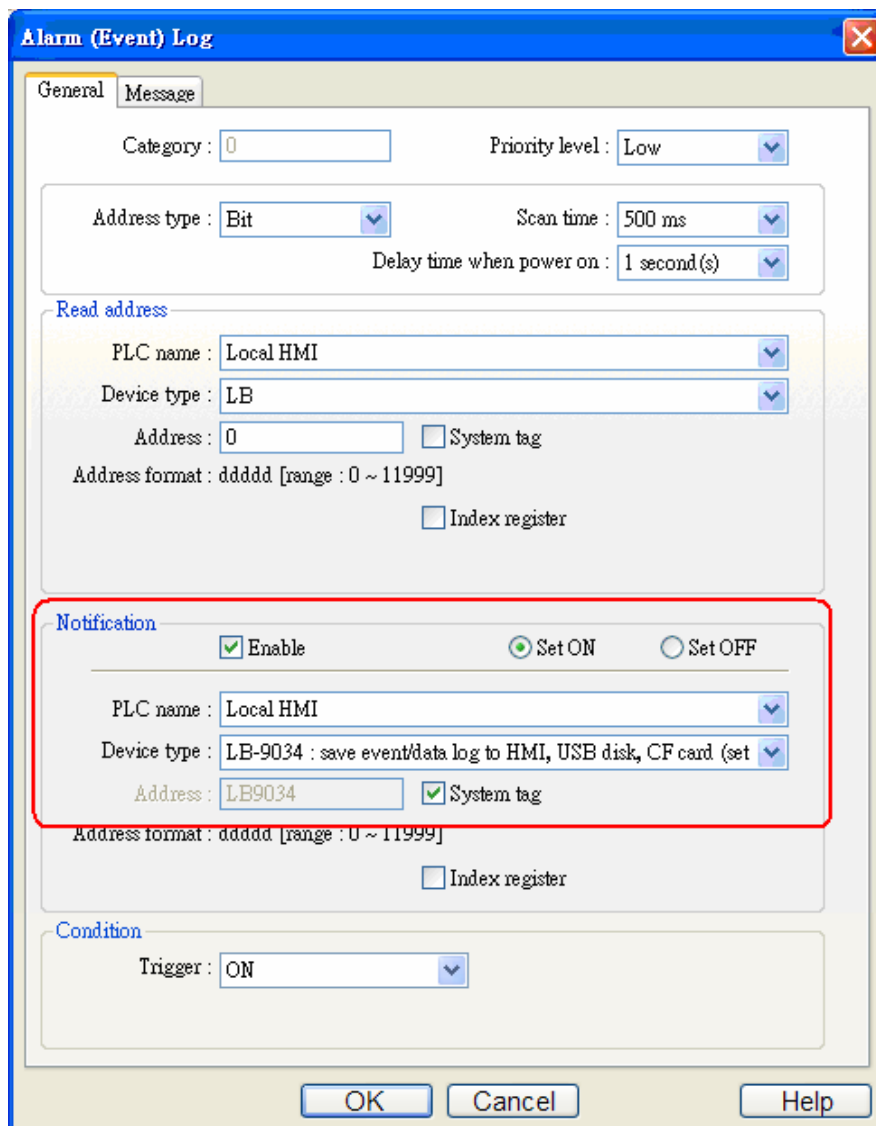 Alarm (Event) Log
General Message
Category : 0 Priority level : Low
Address type : Bit Scan time : 500 ms
Delay time when power on : 1 second(s)
Read address
PLC name : Local HMI
Device type : LB
Address : 0 System tag
Address format : ddddd [range : 0 ~ 11999]
Index register
Notification
Enable Set ON Set OFF
PLC name : Local HMI
Device type : LB-9034 : save event/data log to HMI, USB disk, CF card (set
Address : LB9034 System tag
Address format : ddddd [range : 0 ~ 11999]
Index register
Condition
Trigger : ON
OK Cancel Help